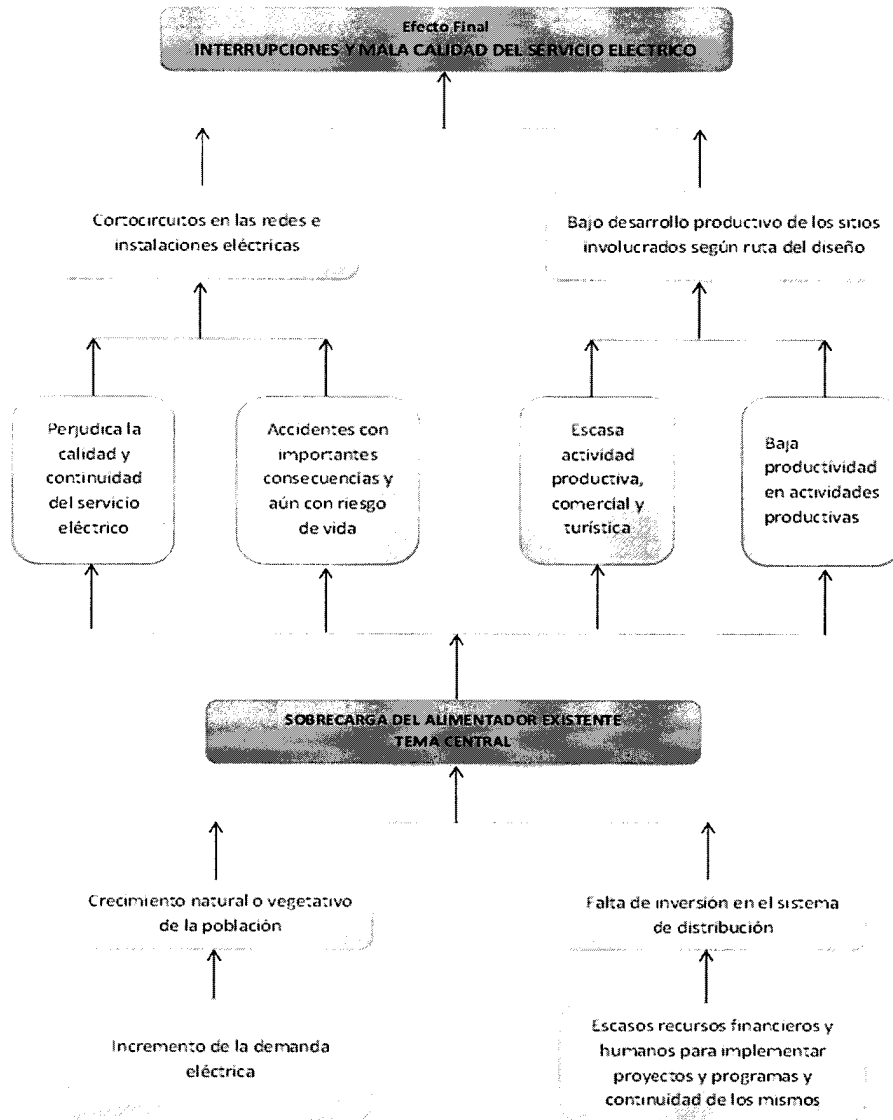 Efecto Final
INTERRUPCIONES Y MALA CALIDAD DEL SERVICIO ELECTRICO
Cortocircuitos en las redes e
instalaciones eléctricas
Bajo desarrollo productivo de los sitios
involucrados según ruta del diseño
Perjudica la
calidad y
continuidad
del servicio
eléctrico
Accidentes con
importantes
consecuencias y
aún con riesgo
de vida
Escasa
actividad
productiva,
comercial y
turística
Baja
productividad
en actividades
productivas
SOBRECARGA DEL ALIMENTADOR EXISTENTE
TEMA CENTRAL
Crecimiento natural o vegetativo
de la población
Falta de inversión en el sistema
de distribución
Incremento de la demanda
eléctrica
Escasos recursos financieros y
humanos para implementar
proyectos y programas y
continuidad de los mismos